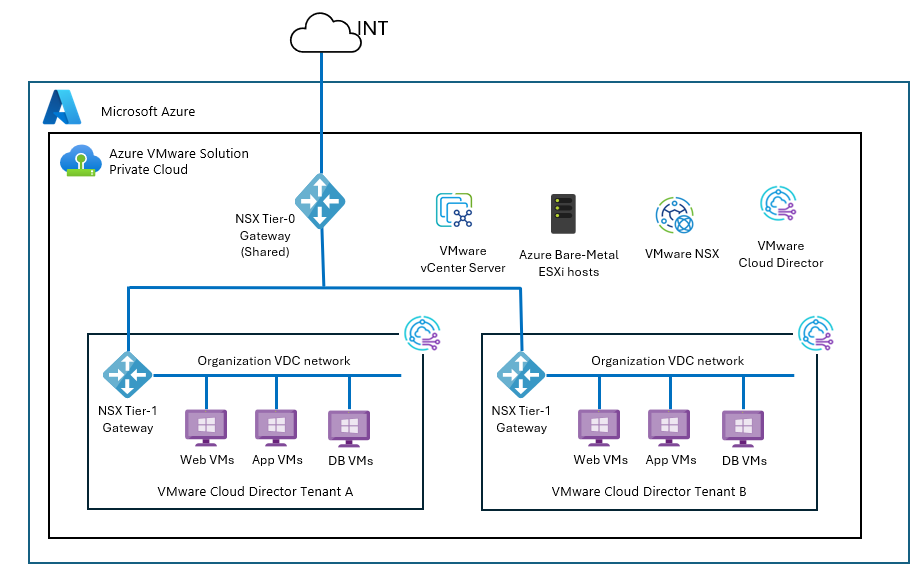 INT
Microsoft Azure
Azure VMware Solution
Private Cloud
NSX Tier-0
Gateway
(Shared)
VMware
vCenter Server
Azure Bare-Metal
ESXi hosts
VMware NSX
VMware
Cloud Director
Organization VDC network
NSX Tier-1
Gateway
Web VMs
App VMs
DB VMs
VMware Cloud Director Tenant A
Organization VDC network
NSX Tier-1
Gateway
Web VMs
App VMs
DB VMs
VMware Cloud Director Tenant B